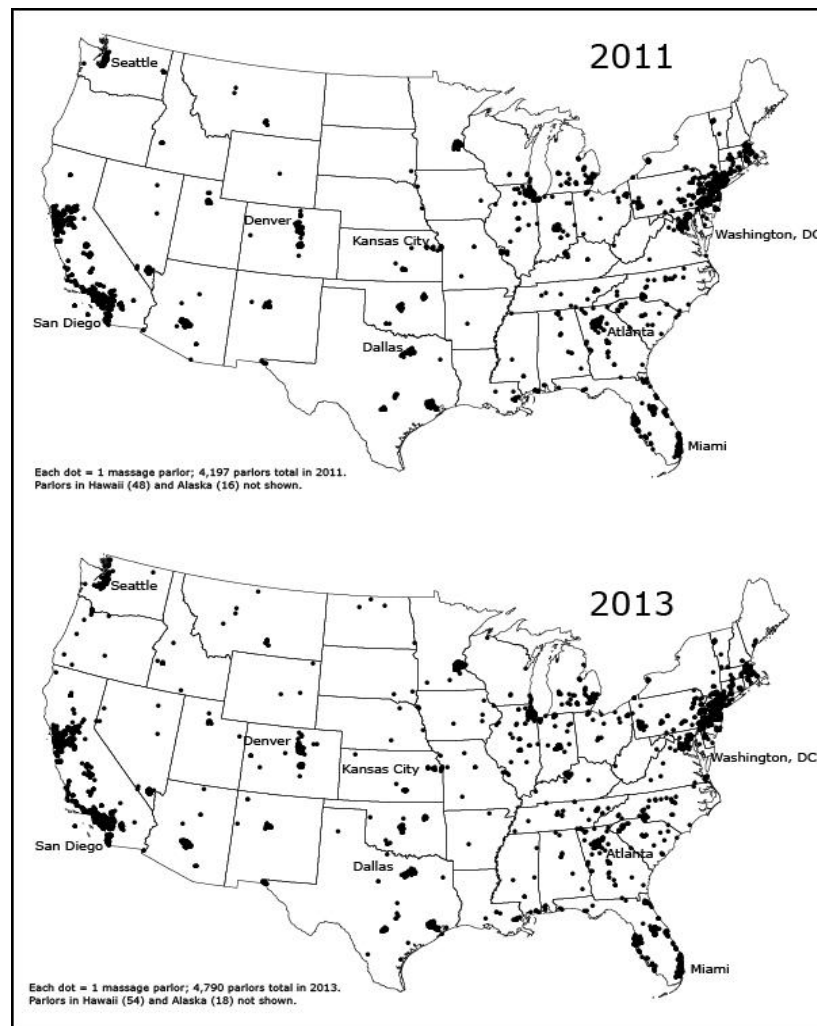 2011
Seattle
Denver
Kansas City
Washington, DC
San Diego
Atlanta
Dallas
Miami
Each dot = 1 massage parlor; 4,197 parlors total in 2011.
Parlors in Hawaii (48) and Alaska (16) not shown.
2013
Seattle
Denver
Washington, DC
Kansas City
San Diego
Atlanta
Dallas
Miami
Each dot = 1 massage parlor; 4,790 parlors total in 2013.
Parlors in Hawaii (54) and Alaska (18) not shown.